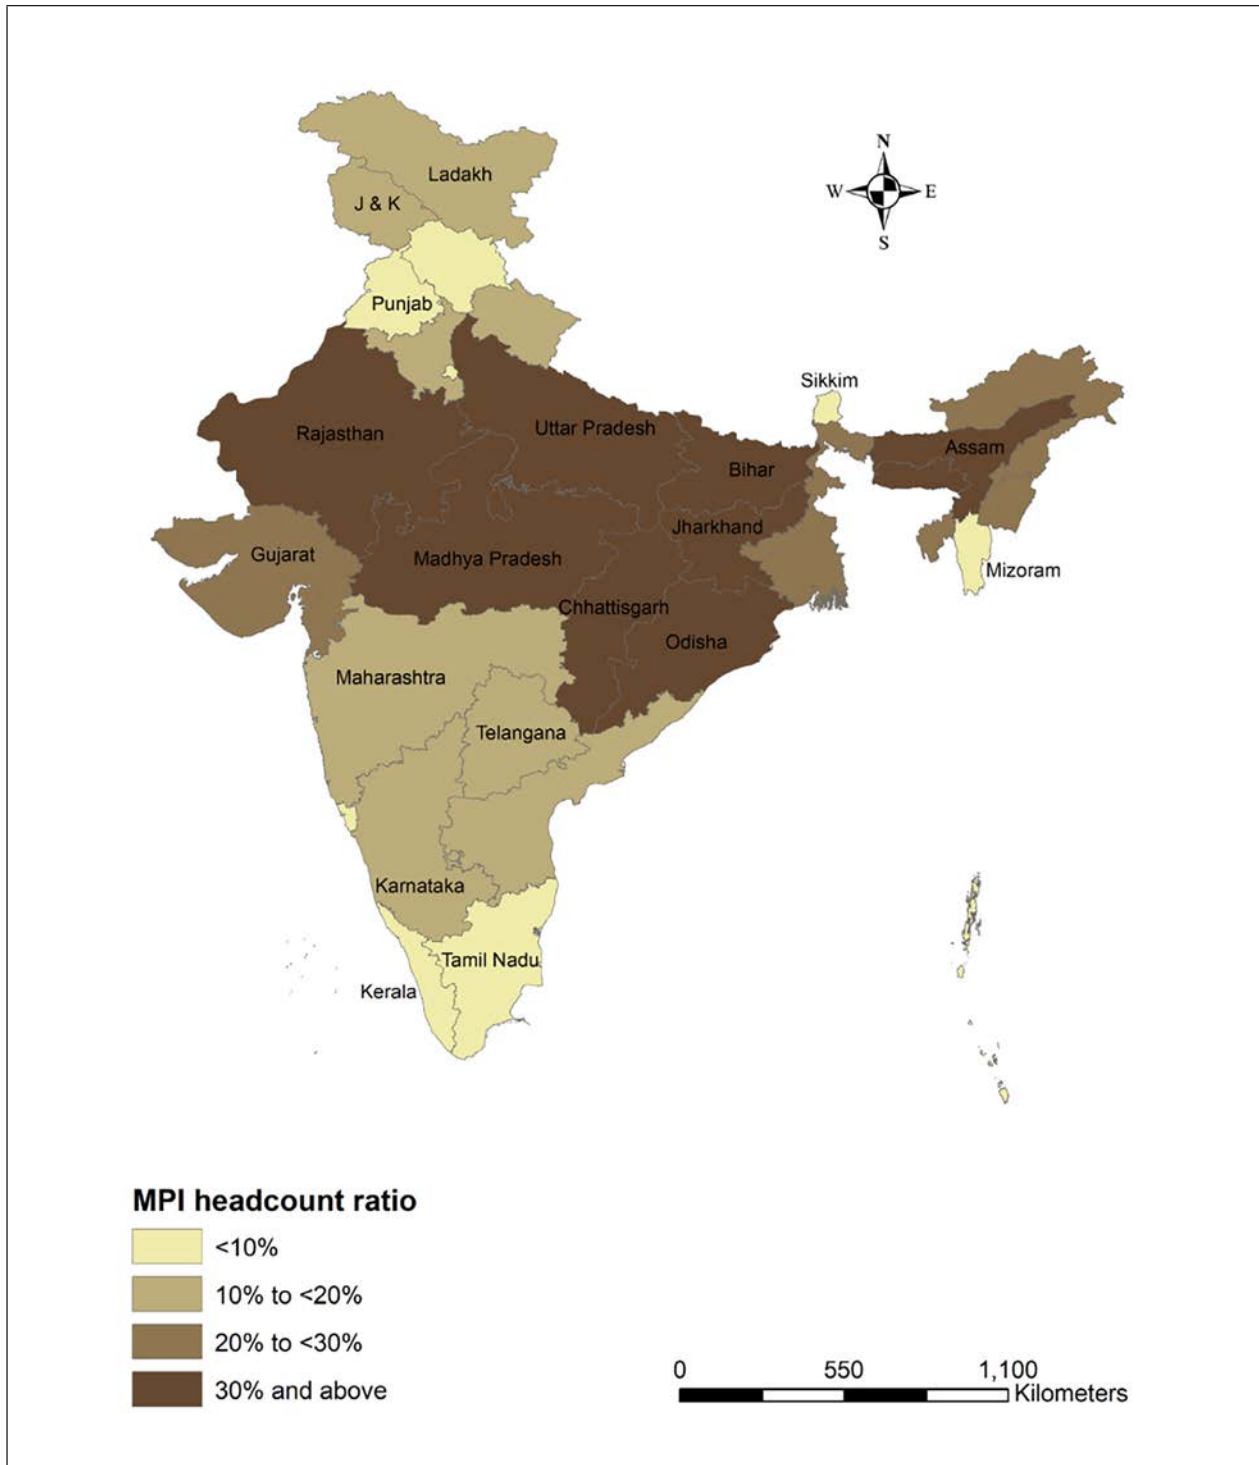 N
W E
S
Ladakh
J & K
Punjab
Sikkim
Uttar Pradesh
Rajasthan
Assam
Bihar
Jharkhand
Gujarat
Madhya Pradesh
Mizoram
Chhattisgarh
Odisha
Maharashtra
Telangana
Karnataka
Tamil Nadu
Kerala
MPI headcount ratio
<10%
10% to <20%
20% to <30%
30% and above
0 550 1,100
Kilometers